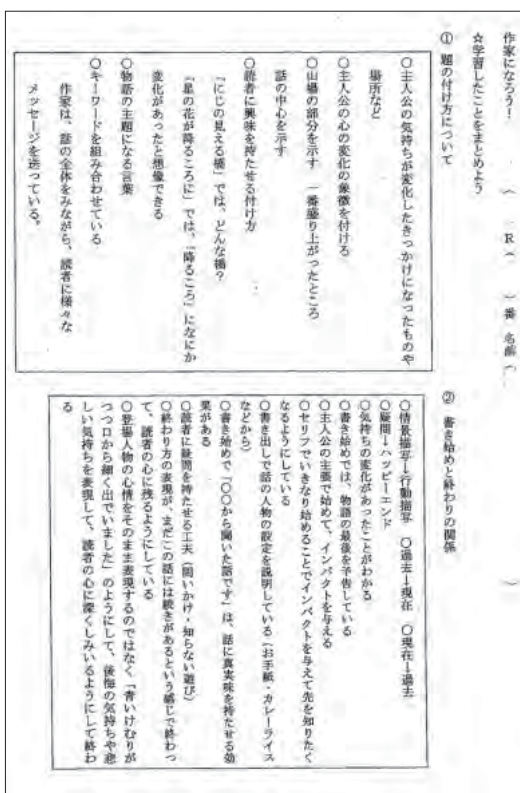 作家になろう！　（　　R（　　）番　名前（　　　　　）
☆学習したことをまとめよう
①　題の付け方について
○主人公の気持ちが変化したきっかけになったものや
場所など
○主人公の心の変化の象徴を付ける
○山場の部分を示す　一番盛り上がったところ
話の中心を示す
○読者に興味を持たせる付け方
『にじの見える橋』では、どんな橋？
『星の花が降るころに』では、「降るころ」になにか
変化があったと想像できる
○物語の主題になる言葉
○キーワードを組み合わせている
作家は、話の全体をみながら、読者に様々な
メッセージを送っている。
②　書き始めと終わりの関係
○情景描写→行動描写　○過去→現在　○現在→過去
○疑問→ハッピーエンド
○気持ちの変化があったことがわかる
○書き始めでは、物語の最後を予告している
○主人公の主張で始めて、インパクトを与える
○セリフでいきなり始めることでインパクトを与えて先を知りたく
なるようにしている
○書き出しで話の人物の設定を説明している（お手紙・カレーライス
などから）
○書き始めで「〇〇から聞いた話です」は、話に真実味を持たせる効
果がある
○読者に疑問を持たせる工夫（問いかけ・知らない遊び）
○終わり方の表現が、まだこの話には続きがあるという感じで終わっ
て、読者の心に残るようにしている
○登場人物の心情をそのまま表現するのではなく「青いけむりが
つつ口から細く出ていました」のようにして、後悔の気持ちや悲
しい気持ちを表現して、読者の心に深くしみいるようにして終わ
る